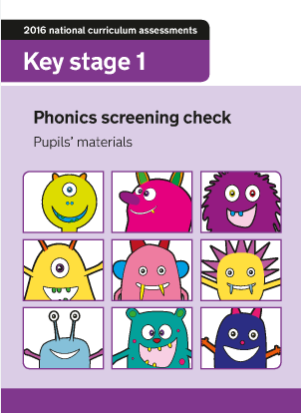 2016 national curriculum assessments
Key stage 1
Phonics screening check
Pupils' materials